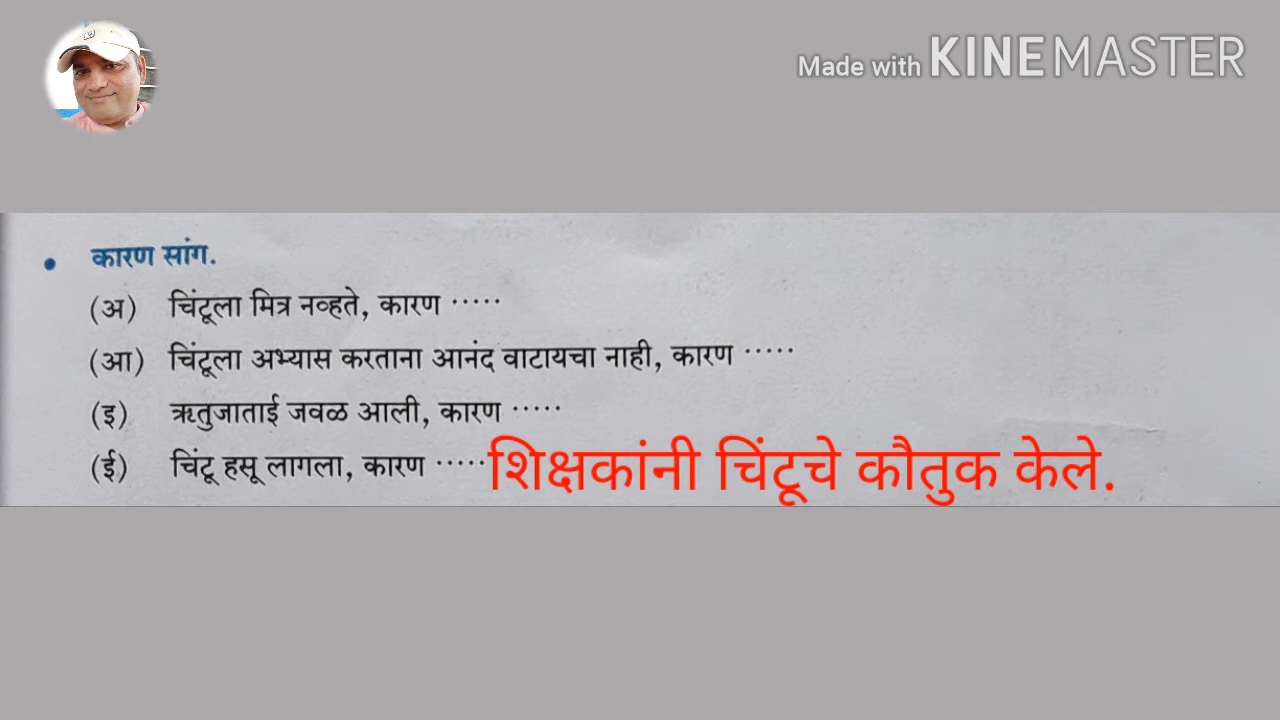 Made with KINEMASTER
• कारण सांग.
(अ) चिंटूला मित्र नव्हते, कारण ·····
(आ) चिंटूला अभ्यास करताना आनंद वाटायचा नाही, कारण ·····
(इ) ऋतुजाताई जवळ आली, कारण ·····
(ई) चिंटू हसू लागला, कारण ····· शिक्षकांनी चिंटूचे कौतुक केले.